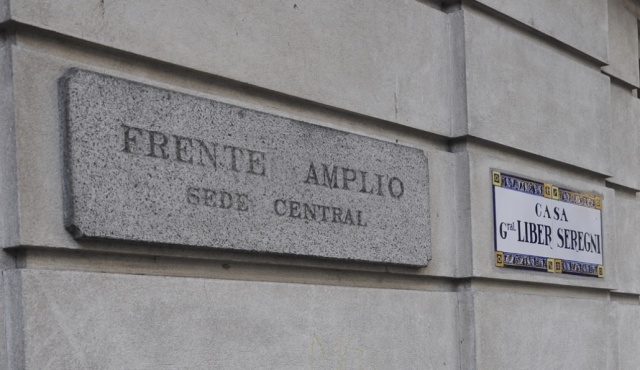 FRENTE AMPLIO
SEDE CENTRAL
CASA
Gral. LIBER SEREGNI